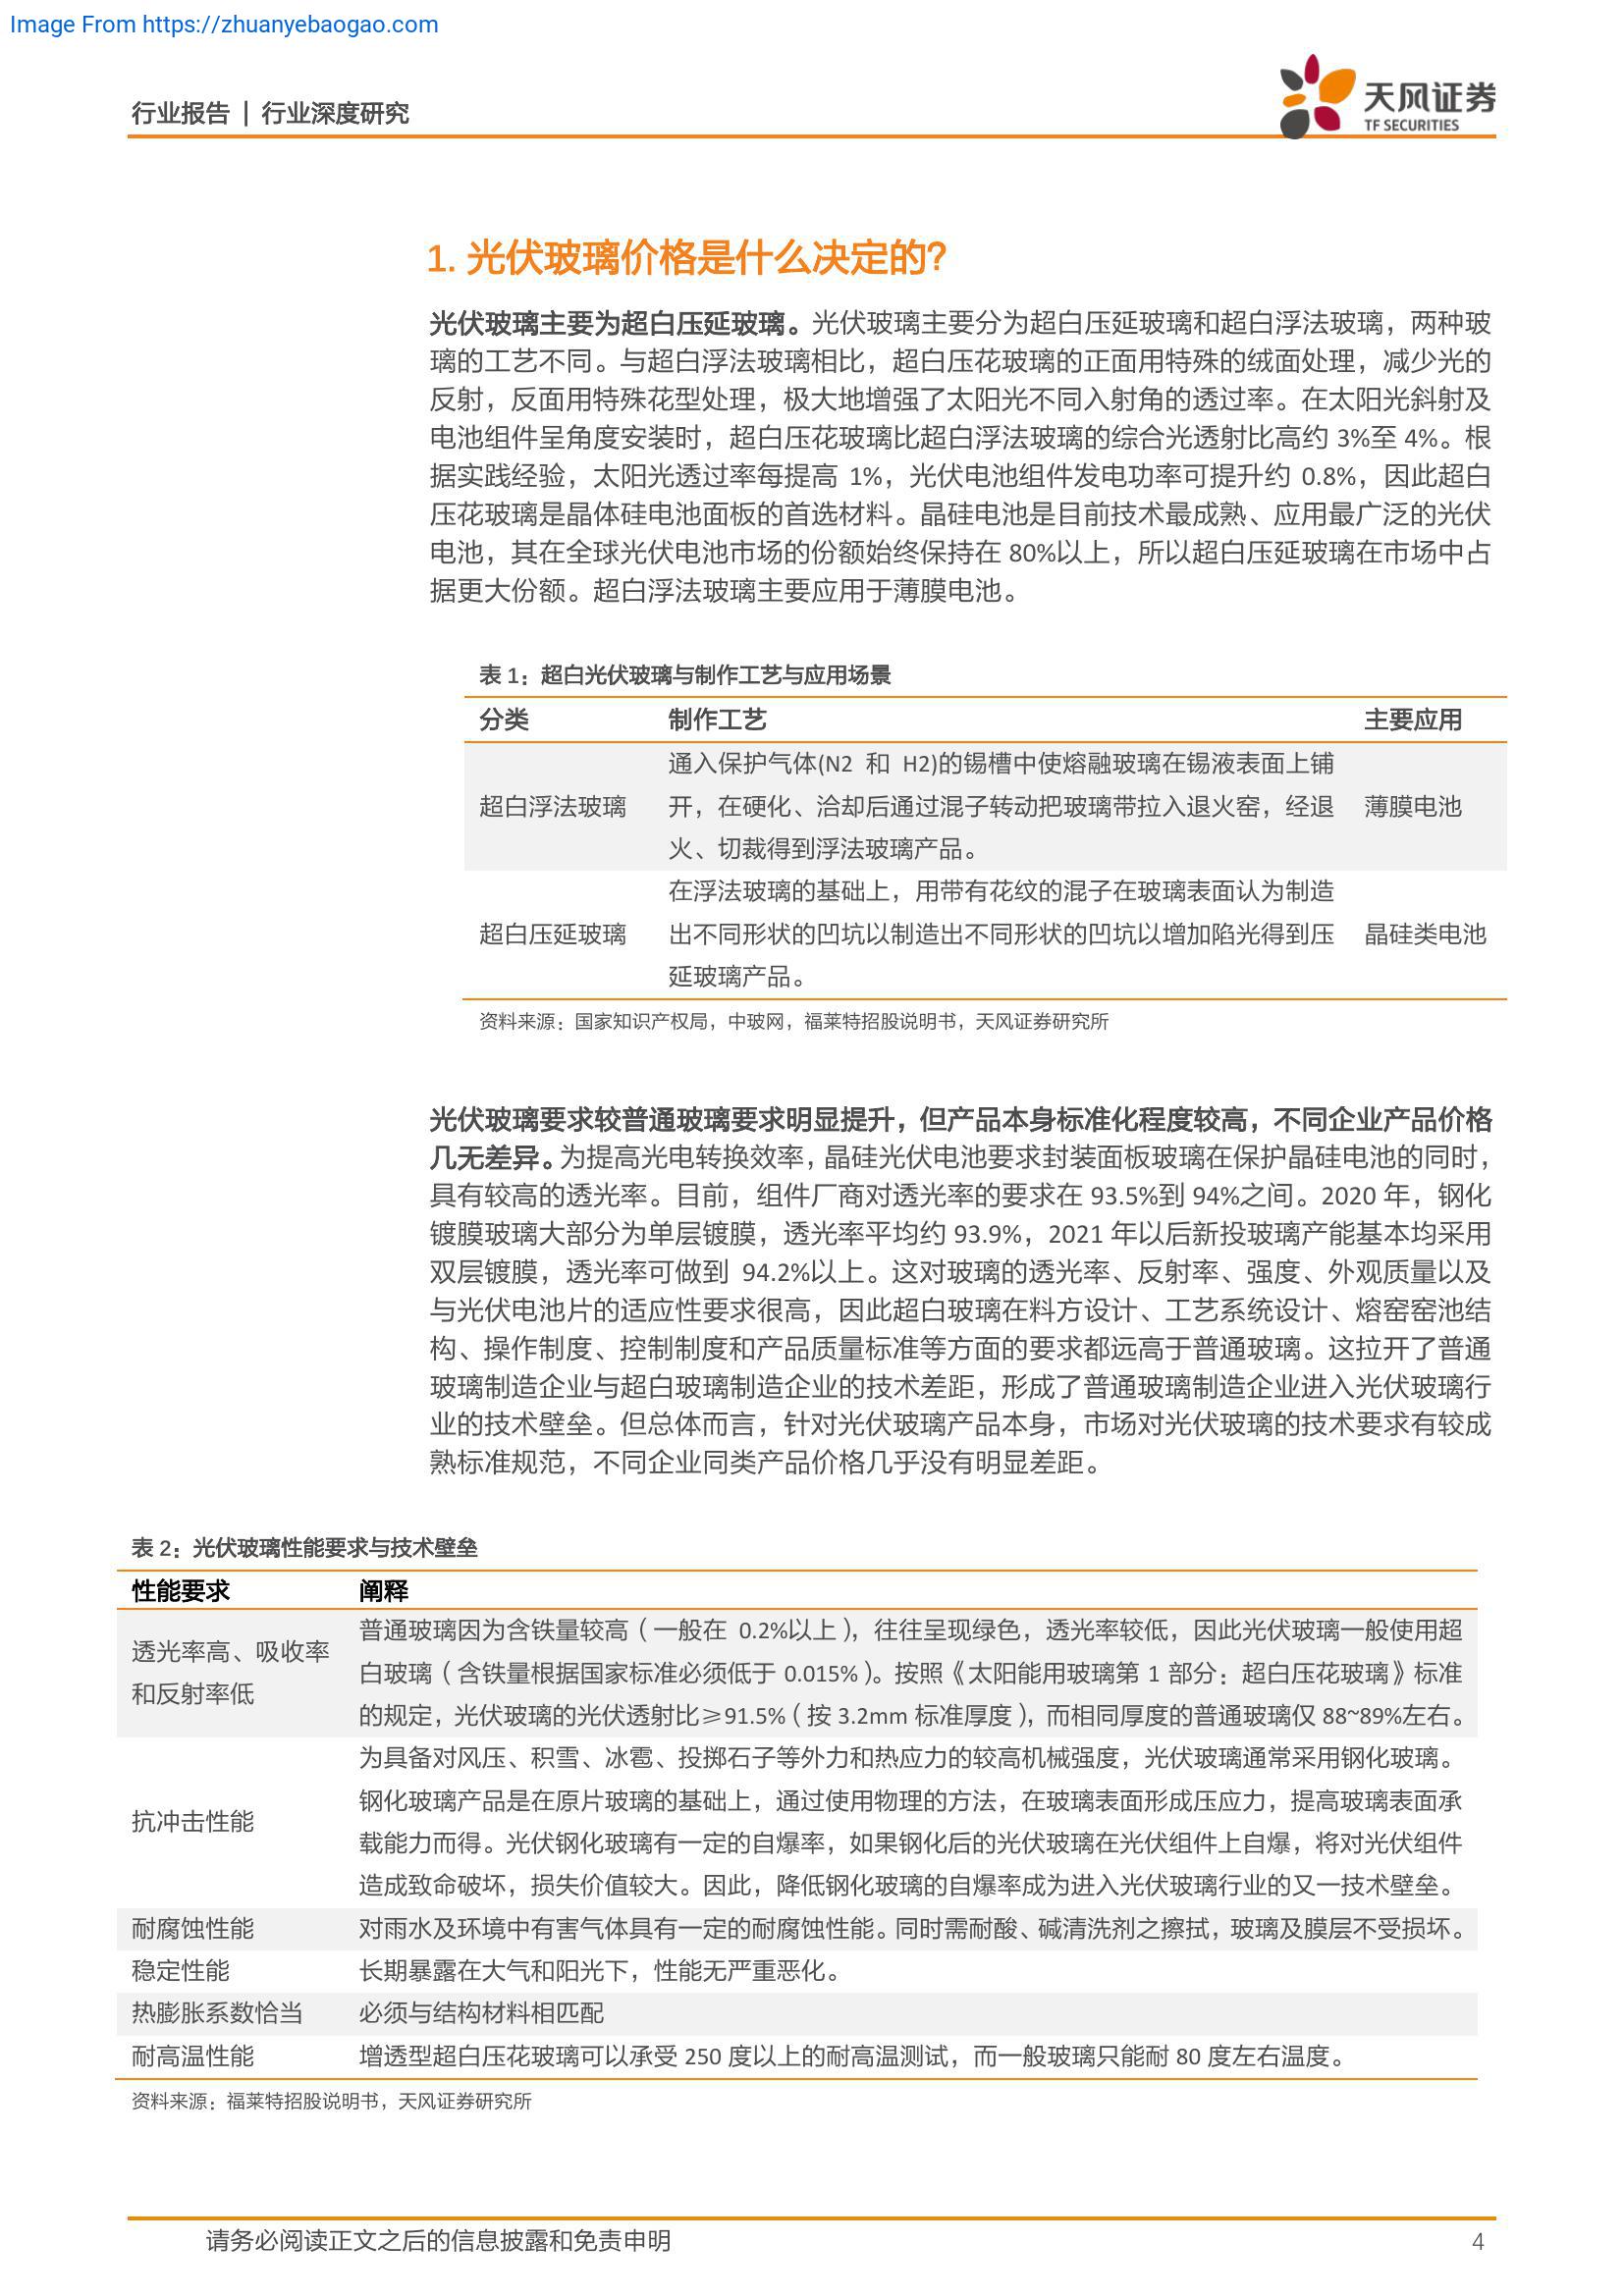 Image From https://zhuanyebaogao.com
行业报告 | 行业深度研究
天风证券
TF SECURITIES
1. 光伏玻璃价格是什么决定的？
光伏玻璃主要为超白压延玻璃。光伏玻璃主要分为超白压延玻璃和超白浮法玻璃，两种玻
璃的工艺不同。与超白浮法玻璃相比，超白压花玻璃的正面用特殊的绒面处理，减少光的
反射，反面用特殊花型处理，极大地增强了太阳光不同入射角的透过率。在太阳光斜射及
电池组件呈角度安装时，超白压花玻璃比超白浮法玻璃的综合光透射比高约 3%至 4%。根
据实践经验，太阳光透过率每提高 1%，光伏电池组件发电功率可提升约 0.8%，因此超白
压花玻璃是晶体硅电池面板的首选材料。晶硅电池是目前技术最成熟、应用最广泛的光伏
电池，其在全球光伏电池市场的份额始终保持在 80%以上，所以超白压延玻璃在市场中占
据更大份额。超白浮法玻璃主要应用于薄膜电池。
表 1：超白光伏玻璃与制作工艺与应用场景
分类 制作工艺 主要应用
通入保护气体(N2 和 H2)的锡槽中使熔融玻璃在锡液表面上铺
超白浮法玻璃 开，在硬化、洽却后通过混子转动把玻璃带拉入退火窑，经退 薄膜电池
火、切裁得到浮法玻璃产品。
在浮法玻璃的基础上，用带有花纹的混子在玻璃表面认为制造
超白压延玻璃 出不同形状的凹坑以制造出不同形状的凹坑以增加陷光得到压 晶硅类电池
延玻璃产品。
资料来源：国家知识产权局，中玻网，福莱特招股说明书，天风证券研究所
光伏玻璃要求较普通玻璃要求明显提升，但产品本身标准化程度较高，不同企业产品价格
几无差异。为提高光电转换效率，晶硅光伏电池要求封装面板玻璃在保护晶硅电池的同时，
具有较高的透光率。目前，组件厂商对透光率的要求在 93.5%到 94%之间。2020 年，钢化
镀膜玻璃大部分为单层镀膜，透光率平均约 93.9%，2021 年以后新投玻璃产能基本均采用
双层镀膜，透光率可做到 94.2%以上。这对玻璃的透光率、反射率、强度、外观质量以及
与光伏电池片的适应性要求很高，因此超白玻璃在料方设计、工艺系统设计、熔窑窑池结
构、操作制度、控制制度和产品质量标准等方面的要求都远高于普通玻璃。这拉开了普通
玻璃制造企业与超白玻璃制造企业的技术差距，形成了普通玻璃制造企业进入光伏玻璃行
业的技术壁垒。但总体而言，针对光伏玻璃产品本身，市场对光伏玻璃的技术要求有较成
熟标准规范，不同企业同类产品价格几乎没有明显差距。
表 2：光伏玻璃性能要求与技术壁垒
性能要求 阐释
普通玻璃因为含铁量较高（一般在 0.2%以上），往往呈现绿色，透光率较低，因此光伏玻璃一般使用超
透光率高、吸收率 白玻璃（含铁量根据国家标准必须低于 0.015%）。按照《太阳能用玻璃第 1 部分：超白压花玻璃》标准
和反射率低 的规定，光伏玻璃的光伏透射比≥91.5%（按 3.2mm 标准厚度），而相同厚度的普通玻璃仅 88~89%左右。
为具备对风压、积雪、冰雹、投掷石子等外力和热应力的较高机械强度，光伏玻璃通常采用钢化玻璃。
钢化玻璃产品是在原片玻璃的基础上，通过使用物理的方法，在玻璃表面形成压应力，提高玻璃表面承
抗冲击性能 载能力而得。光伏钢化玻璃有一定的自爆率，如果钢化后的光伏玻璃在光伏组件上自爆，将对光伏组件
造成致命破坏，损失价值较大。因此，降低钢化玻璃的自爆率成为进入光伏玻璃行业的又一技术壁垒。
耐腐蚀性能 对雨水及环境中有害气体具有一定的耐腐蚀性能。同时需耐酸、碱清洗剂之擦拭，玻璃及膜层不受损坏。
稳定性能 长期暴露在大气和阳光下，性能无严重恶化。
热膨胀系数恰当 必须与结构材料相匹配
耐高温性能 增透型超白压花玻璃可以承受 250 度以上的耐高温测试，而一般玻璃只能耐 80 度左右温度。
资料来源：福莱特招股说明书，天风证券研究所
请务必阅读正文之后的信息披露和免责申明 4